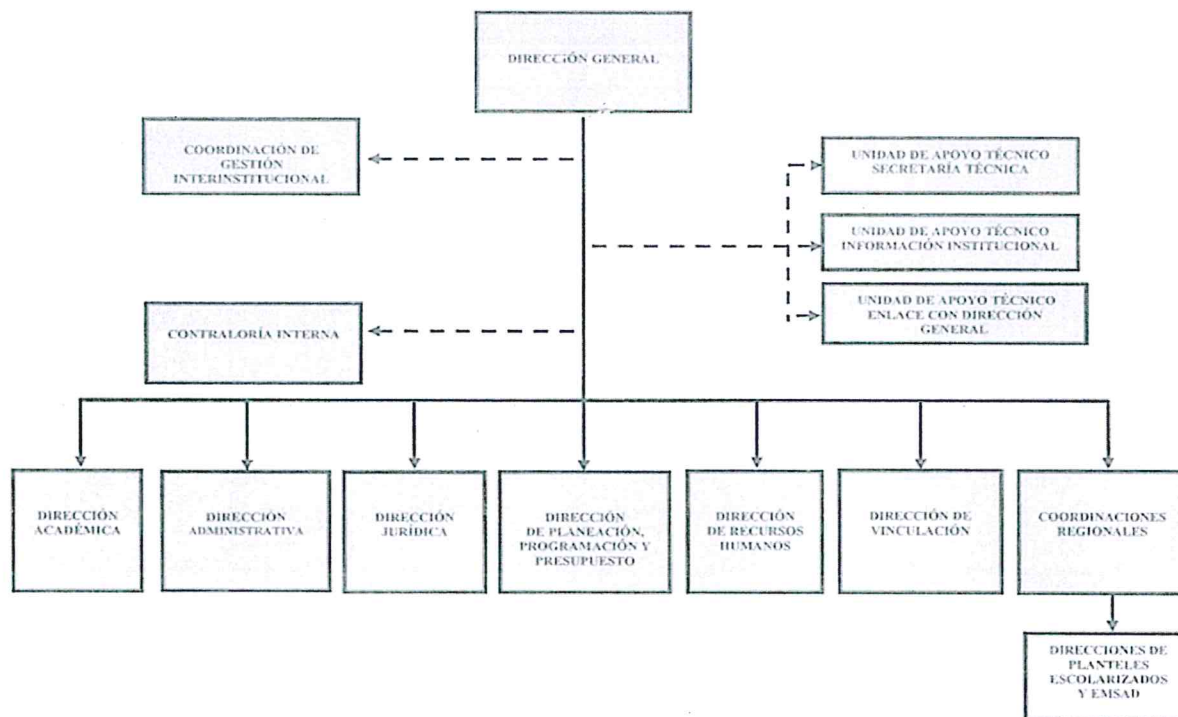 DIRECCIÓN GENERAL
COORDINACIÓN DE
GESTIÓN
INTERINSTITUCIONAL
UNIDAD DE APOYO TÉCNICO
SECRETARÍA TÉCNICA
UNIDAD DE APOYO TÉCNICO
INFORMACIÓN INSTITUCIONAL
UNIDAD DE APOYO TÉCNICO
ENLACE CON DIRECCIÓN
GENERAL
CONTRALORÍA INTERNA
DIRECCIÓN
ACADÉMICA
DIRECCIÓN
ADMINISTRATIVA
DIRECCIÓN
JURÍDICA
DIRECCIÓN
DE PLANEACIÓN,
PROGRAMACIÓN Y
PRESUPUESTO
DIRECCIÓN
DE RECURSOS
HUMANOS
DIRECCIÓN DE
VINCULACIÓN
COORDINACIONES
REGIONALES
DIRECCIONES DE
PLANTELES
ESCOLARIZADOS
Y EMSAD